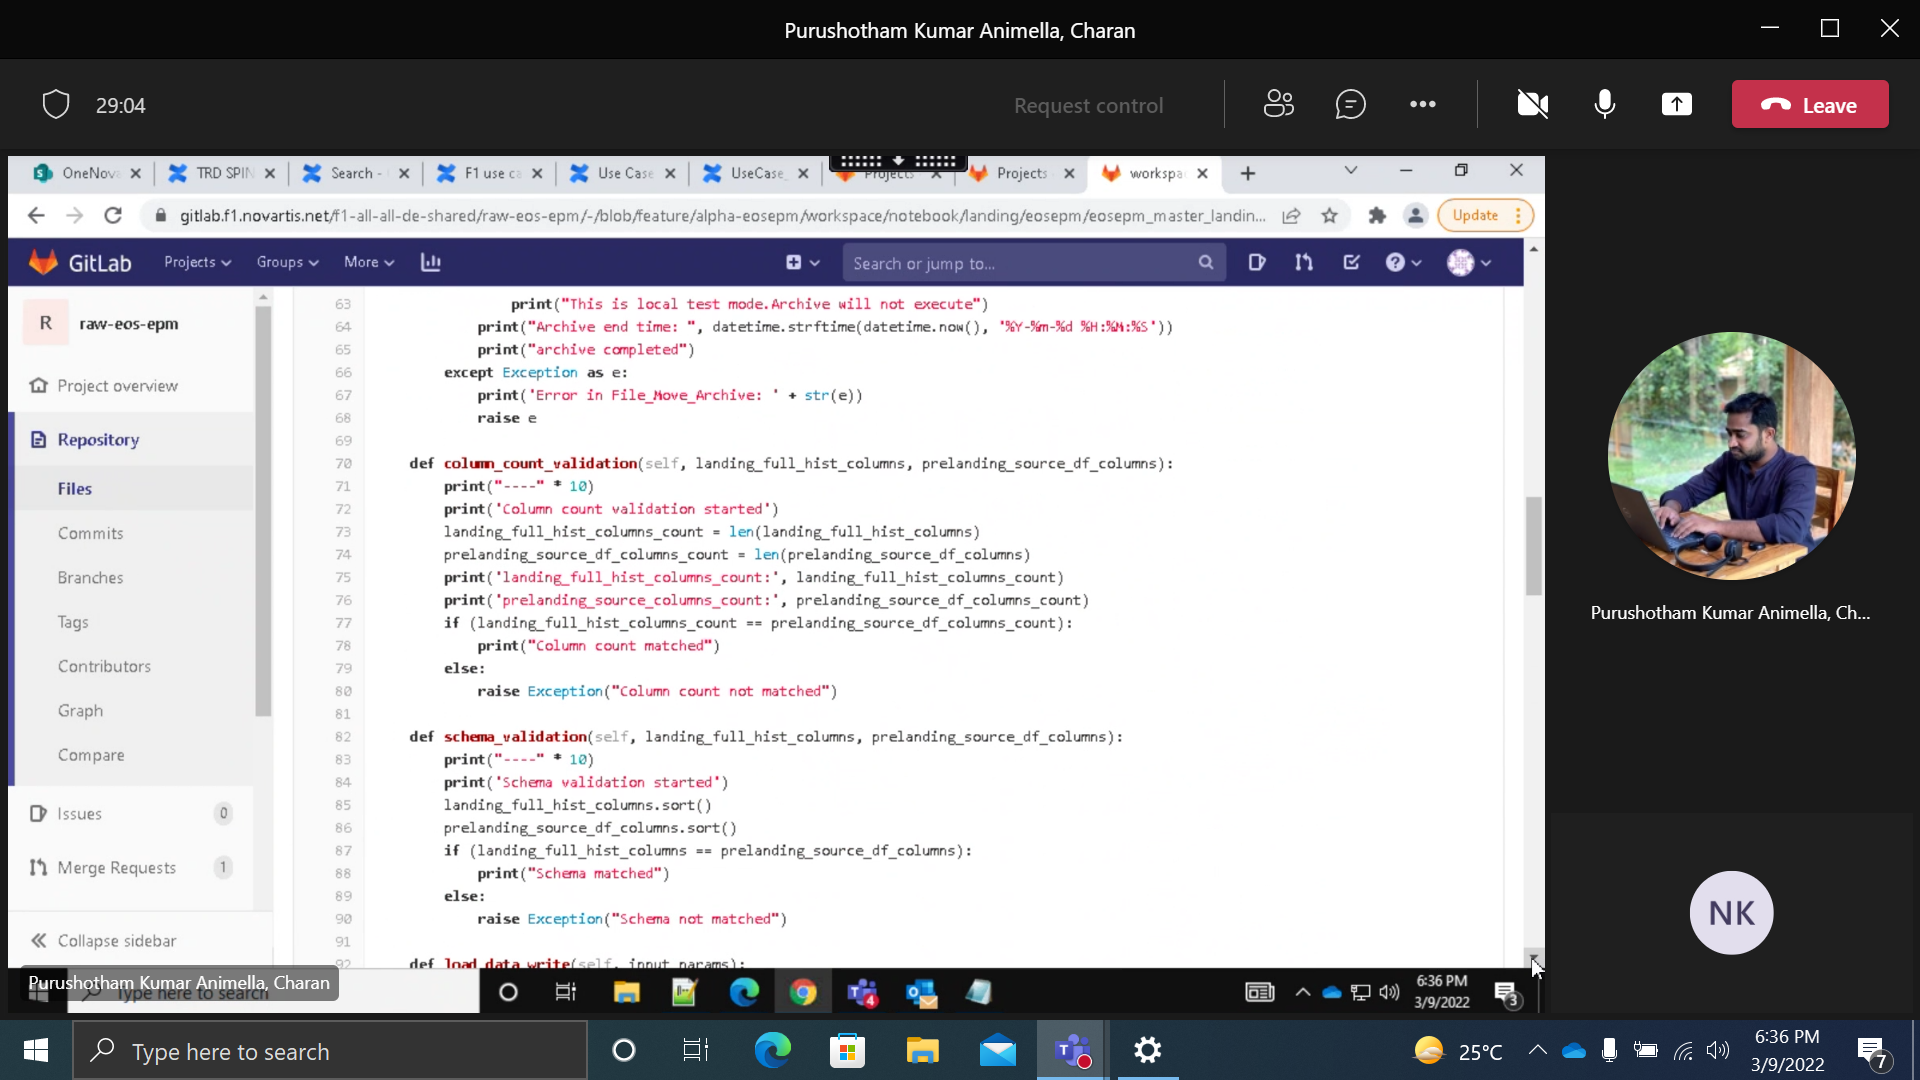 Purushotham Kumar Animella, Charan
29:04
Request control
Leave
OneNov
TRD SPIN
Search -
F1 use ca
Use Case
UseCase_
Projects
Projects
workspa
gitlab.f1.novartis.net/f1-all-all-de-shared/raw-eos-epm/-/blob/feature/alpha-eosepm/workspace/notebook/landing/eosepm/eosepm_master_landin...
Update
GitLab
Projects
Groups
More
Search or jump to...
R
raw-eos-epm
Project overview
Repository
Files
Commits
Branches
Tags
Contributors
Graph
Compare
Issues 0
Merge Requests 1
Collapse sidebar
63 print("This is local test mode.Archive will not execute")
64 print("Archive end time: ", datetime.strftime(datetime.now(), '%Y-%m-%d %H:%M:%S'))
65 print("archive completed")
66 except Exception as e:
67 print('Error in File_Move_Archive: ' + str(e))
68 raise e
69
70 def column_count_validation(self, landing_full_hist_columns, prelanding_source_df_columns):
71 print("----" * 10)
72 print('Column count validation started')
73 landing_full_hist_columns_count = len(landing_full_hist_columns)
74 prelanding_source_df_columns_count = len(prelanding_source_df_columns)
75 print('landing_full_hist_columns_count:', landing_full_hist_columns_count)
76 print('prelanding_source_columns_count:', prelanding_source_df_columns_count)
77 if (landing_full_hist_columns_count == prelanding_source_df_columns_count):
78 print("Column count matched")
79 else:
80 raise Exception("Column count not matched")
81
82 def schema_validation(self, landing_full_hist_columns, prelanding_source_df_columns):
83 print("----" * 10)
84 print('Schema validation started')
85 landing_full_hist_columns.sort()
86 prelanding_source_df_columns.sort()
87 if (landing_full_hist_columns == prelanding_source_df_columns):
88 print("Schema matched")
89 else:
90 raise Exception("Schema not matched")
91
92 def load_data_write(self, input_params):
Purushotham Kumar Animella, Ch...
NK
Purushotham Kumar Animella, Charan
Type here to search
4
6:36 PM
3/9/2022
3
Type here to search
25°C
6:36 PM
3/9/2022
7